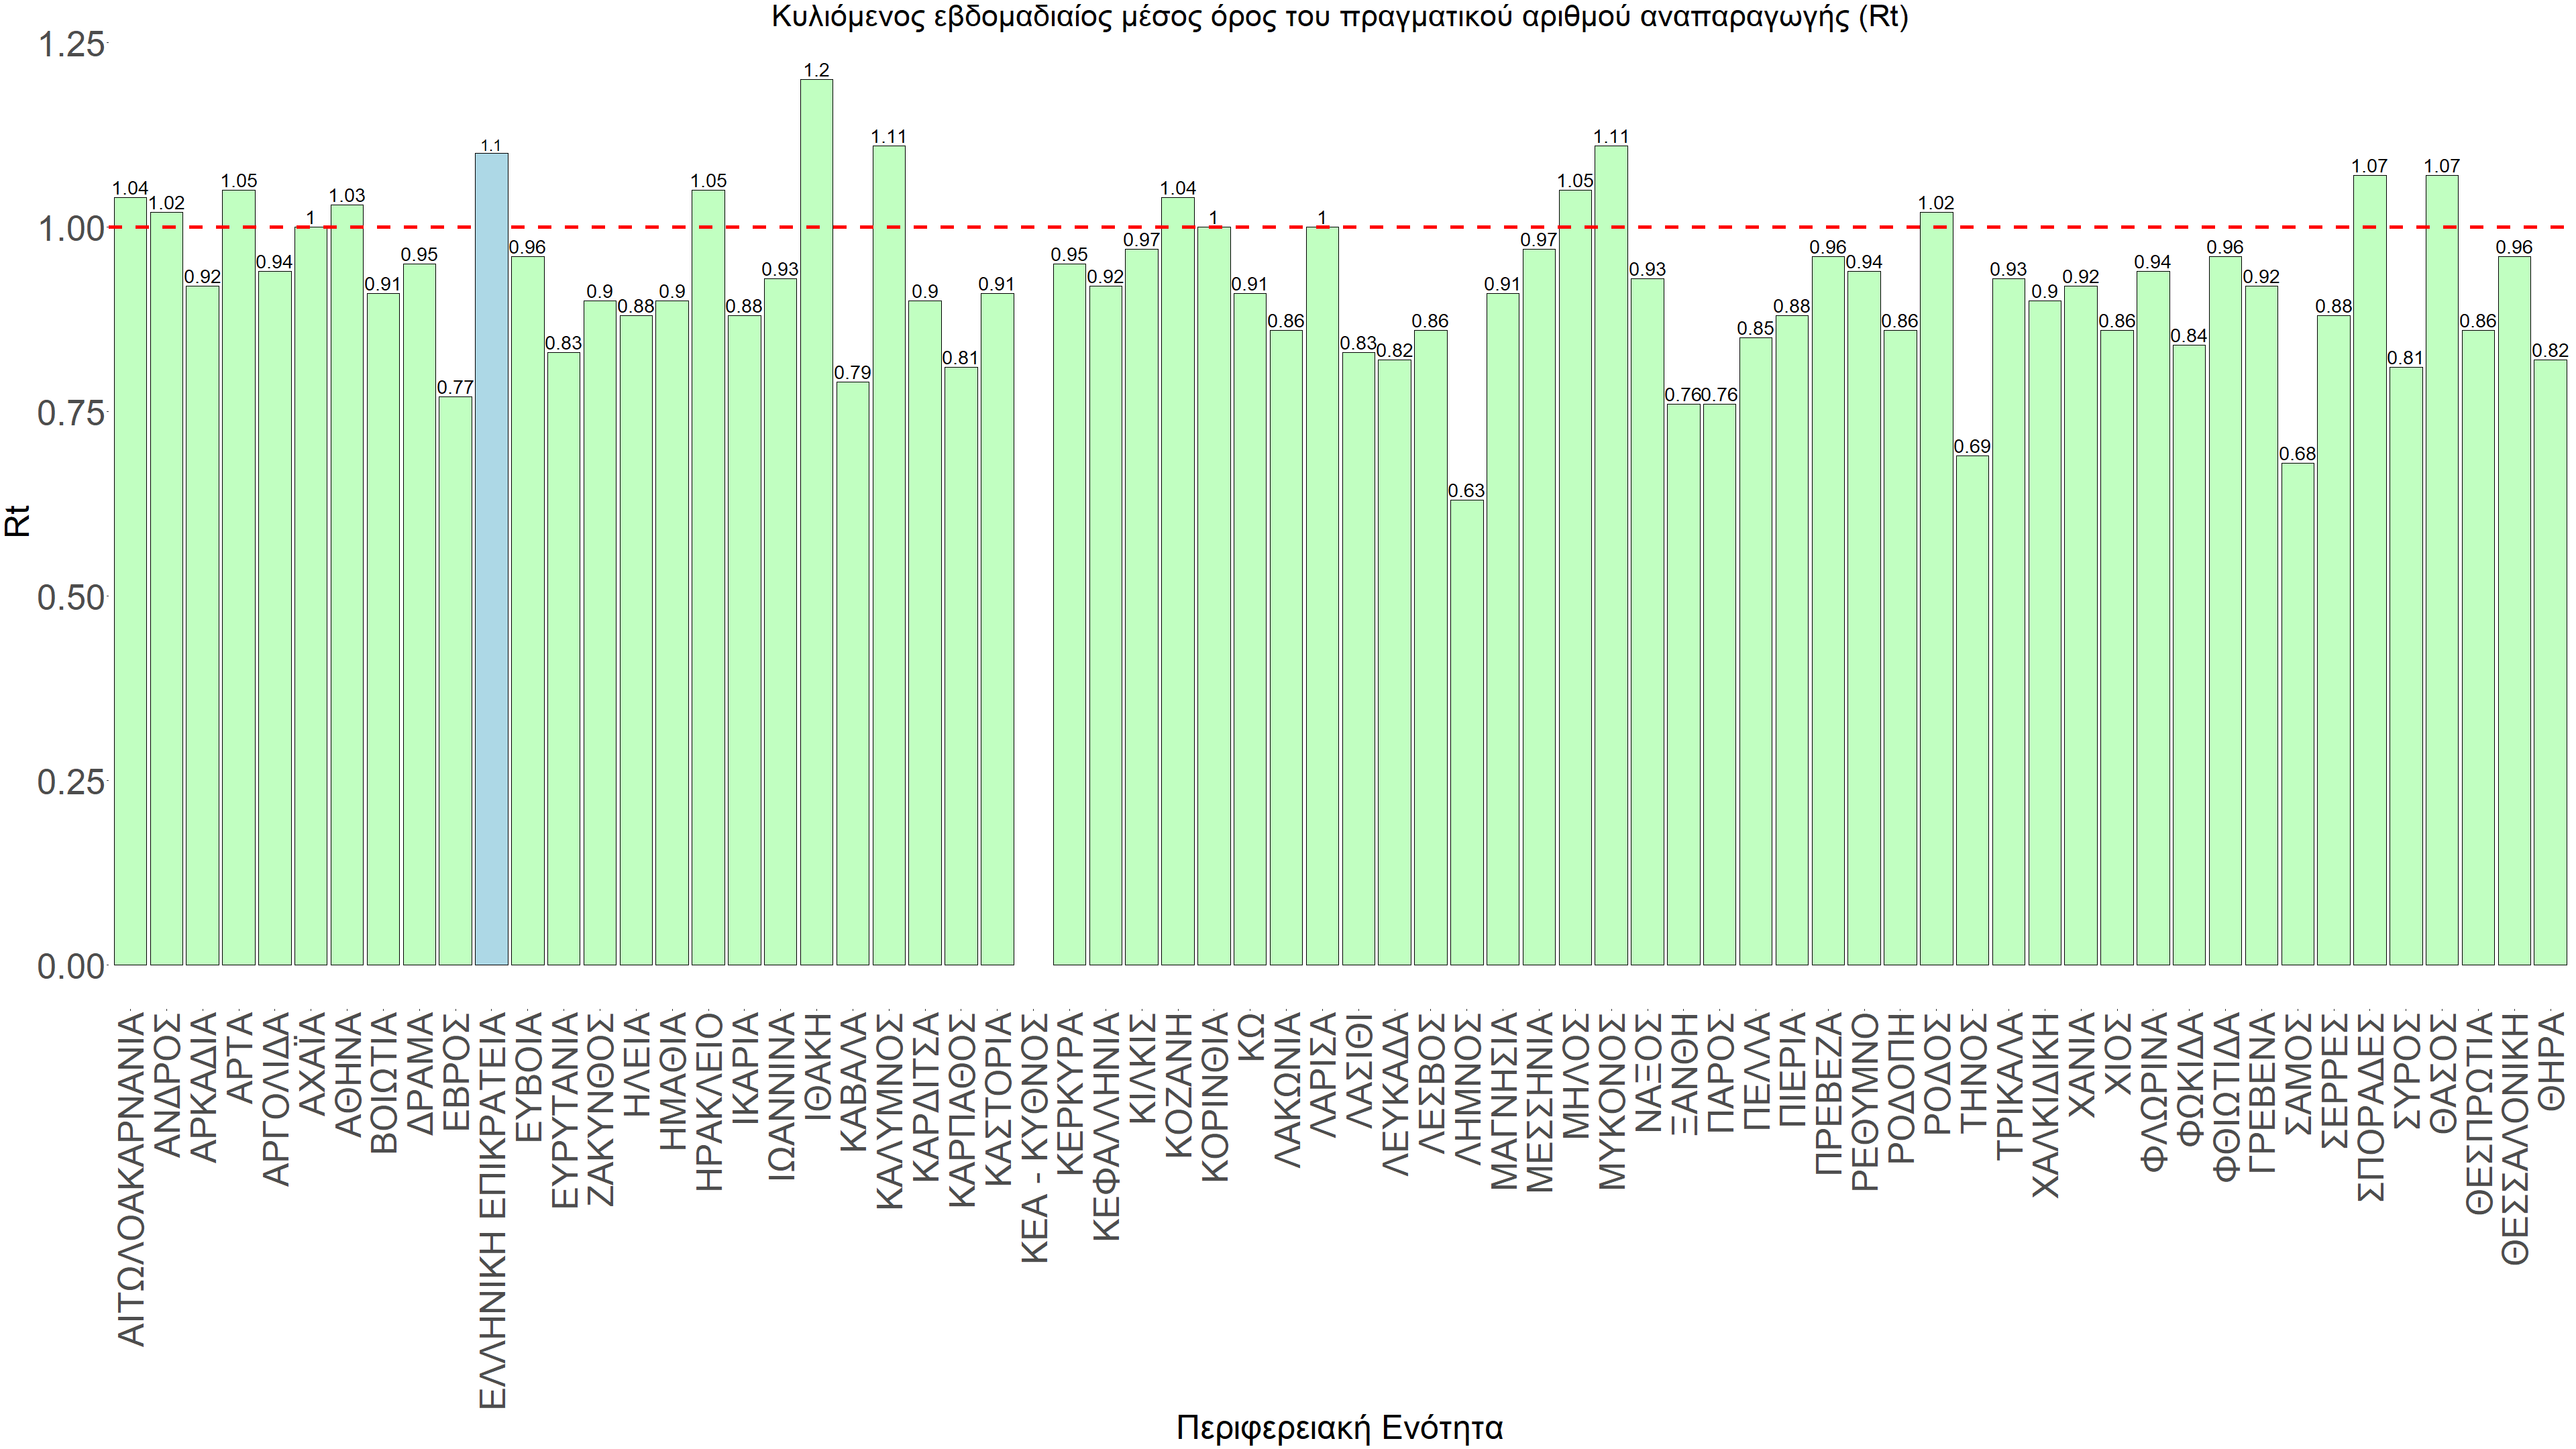 Κυλιόμενος εβδομαδιαίος μέσος όρος του πραγματικού αριθμού αναπαραγωγής (Rt)
1.25
1.00
0.75
0.50
0.25
0.00
Rt
1.04
1.02
0.92
1.05
0.94
1
1.03
0.91
0.95
0.77
1.1
0.96
0.83
0.9
0.88
0.9
1.05
0.88
0.93
1.2
0.79
1.11
0.9
0.81
0.91
0.95
0.92
0.97
1.04
1
0.91
0.86
1
0.83
0.82
0.86
0.63
0.91
0.97
1.05
1.11
0.93
0.76
0.76
0.85
0.88
0.96
0.94
0.86
1.02
0.69
0.93
0.9
0.92
0.86
0.94
0.84
0.96
0.92
0.68
0.88
1.07
0.81
1.07
0.86
0.96
0.82
ΑΙΤΩΛΟΑΚΑΡΝΑΝΙΑ
ΑΝΔΡΟΣ
ΑΡΚΑΔΙΑ
ΑΡΤΑ
ΑΡΓΟΛΙΔΑ
ΑΧΑΪΑ
ΑΘΗΝΑ
ΒΟΙΩΤΙΑ
ΔΡΑΜΑ
ΕΒΡΟΣ
ΕΛΛΗΝΙΚΗ ΕΠΙΚΡΑΤΕΙΑ
ΕΥΒΟΙΑ
ΕΥΡΥΤΑΝΙΑ
ΖΑΚΥΝΘΟΣ
ΗΛΕΙΑ
ΗΜΑΘΙΑ
ΗΡΑΚΛΕΙΟ
ΙΚΑΡΙΑ
ΙΩΑΝΝΙΝΑ
ΙΘΑΚΗ
ΚΑΒΑΛΑ
ΚΑΛΥΜΝΟΣ
ΚΑΡΔΙΤΣΑ
ΚΑΡΠΑΘΟΣ
ΚΑΣΤΟΡΙΑ
ΚΕΑ - ΚΥΘΝΟΣ
ΚΕΡΚΥΡΑ
ΚΕΦΑΛΛΗΝΙΑ
ΚΙΛΚΙΣ
ΚΟΖΑΝΗ
ΚΟΡΙΝΘΙΑ
ΚΩ
ΛΑΚΩΝΙΑ
ΛΑΡΙΣΑ
ΛΑΣΙΘΙ
ΛΕΥΚΑΔΑ
ΛΕΣΒΟΣ
ΛΗΜΝΟΣ
ΜΑΓΝΗΣΙΑ
ΜΕΣΣΗΝΙΑ
ΜΗΛΟΣ
ΜΥΚΟΝΟΣ
ΝΑΞΟΣ
ΞΑΝΘΗ
ΠΑΡΟΣ
ΠΕΛΛΑ
ΠΙΕΡΙΑ
ΠΡΕΒΕΖΑ
ΡΕΘΥΜΝΟ
ΡΟΔΟΠΗ
ΡΟΔΟΣ
ΤΗΝΟΣ
ΤΡΙΚΑΛΑ
ΧΑΛΚΙΔΙΚΗ
ΧΑΝΙΑ
ΧΙΟΣ
ΦΛΩΡΙΝΑ
ΦΩΚΙΔΑ
ΦΘΙΩΤΙΔΑ
ΓΡΕΒΕΝΑ
ΣΑΜΟΣ
ΣΕΡΡΕΣ
ΣΠΟΡΑΔΕΣ
ΣΥΡΟΣ
ΘΑΣΟΣ
ΘΕΣΠΡΩΤΙΑ
ΘΕΣΣΑΛΟΝΙΚΗ
ΘΗΡΑ
Περιφερειακή Ενότητα